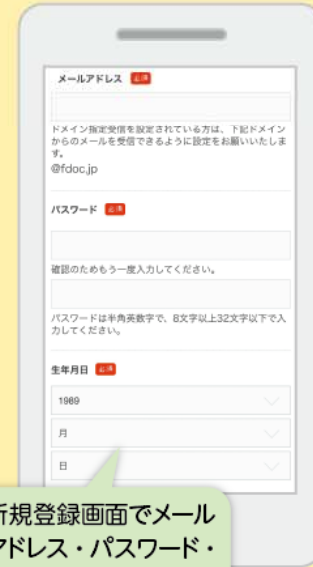 メールアドレス 必須
ドメイン指定受信を設定されている方は、下記ドメイン
からのメールを受信できるように設定をお願いいたしま
す。
@fdoc.jp
パスワード 必須
確認のためもう一度入力してください。
パスワードは半角英数字で、8文字以上32文字以下で入
力してください。
生年月日 必須
1989
月
日
新規登録画面でメール
アドレス・パスワード・